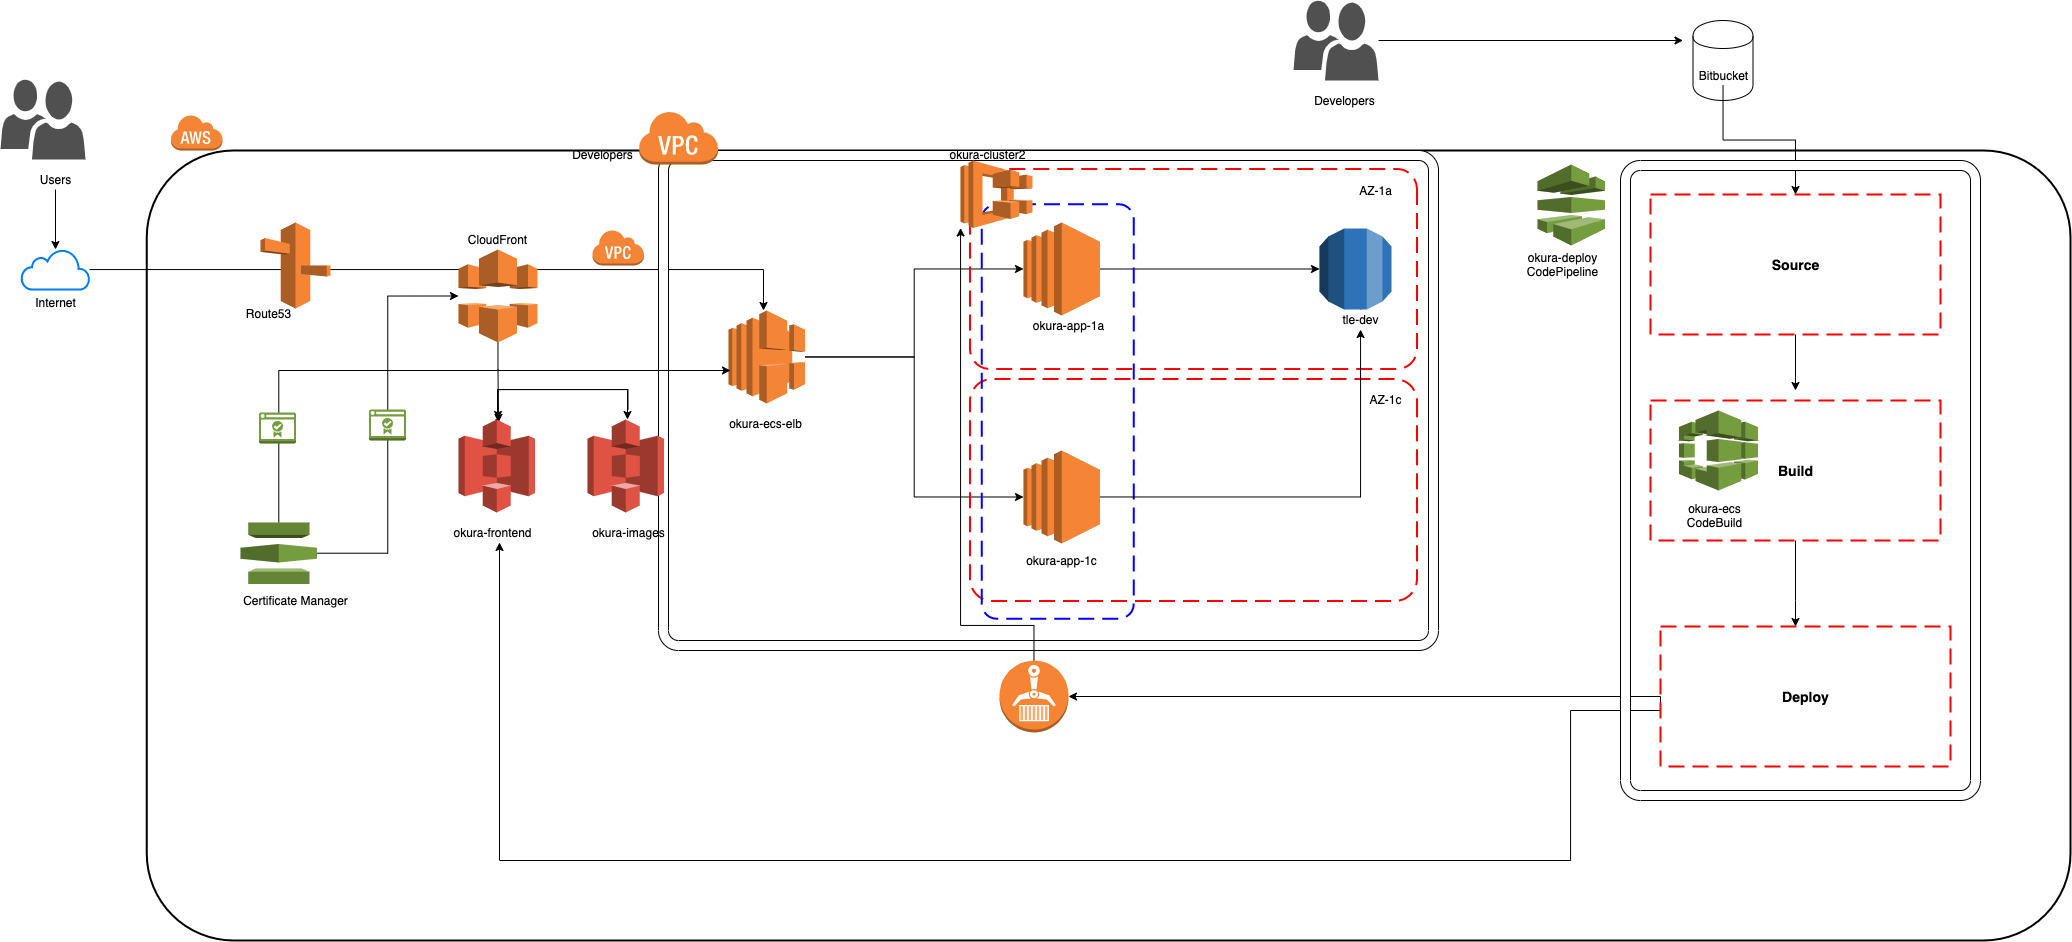 Developers
Bitbucket
Users
AWS
Developers
VPC
okura-cluster2
AZ-1a
Internet
Route53
CloudFront
VPC
okura-app-1a
tle-dev
okura-deploy
CodePipeline
Source
okura-ecs-elb
AZ-1c
okura-frontend
okura-images
okura-app-1c
Build
okura-ecs
CodeBuild
Certificate Manager
Deploy